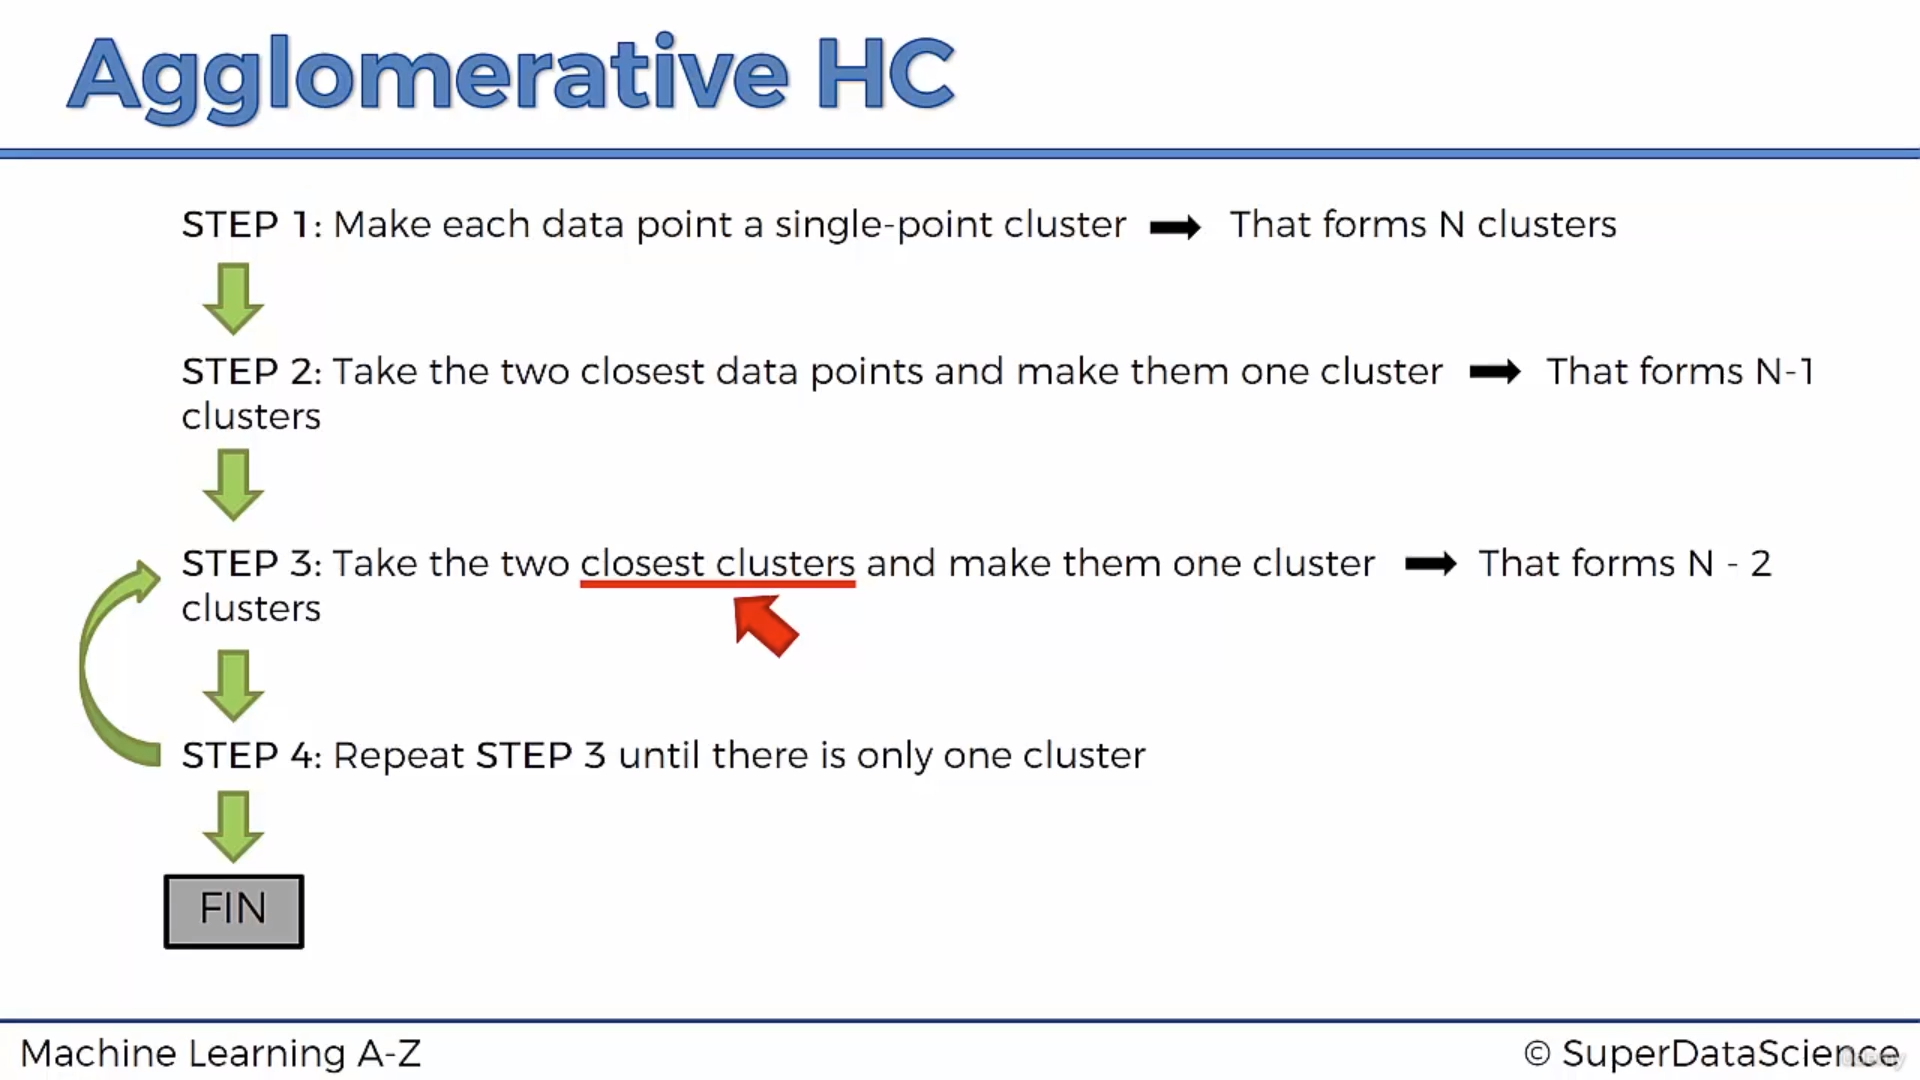 Agglomerative HC
STEP 1: Make each data point a single-point cluster ➡ That forms N clusters
STEP 2: Take the two closest data points and make them one cluster ➡ That forms N-1
clusters
STEP 3: Take the two closest clusters and make them one cluster ➡ That forms N - 2
clusters
STEP 4: Repeat STEP 3 until there is only one cluster
FIN
Machine Learning A-Z
© SuperDataScience